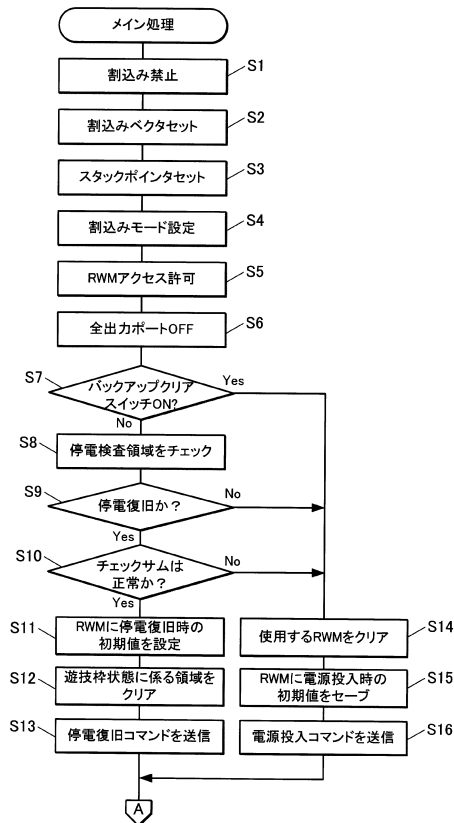 メイン処理
割込み禁止
S1
割込みベクタセット
S2
スタックポインタセット
S3
割込みモード設定
S4
RWMアクセス許可
S5
全出力ポートOFF
S6
S7
バックアップクリア
スイッチON?
Yes
No
S8
停電検査領域をチェック
S9
停電復旧か？
No
Yes
S10
チェックサムは
正常か？
No
Yes
S11
RWMに停電復旧時の
初期値を設定
使用するRWMをクリア
S14
S12
遊技枠状態に係る領域を
クリア
RWMに電源投入時の
初期値をセーブ
S15
S13
停電復旧コマンドを送信
電源投入コマンドを送信
S16
A